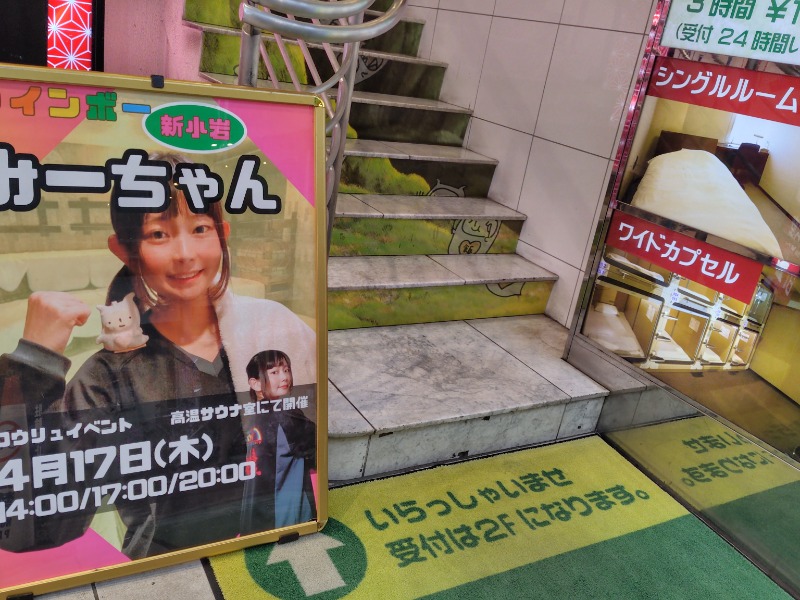 インボー
新小岩
みーちゃん
ロウリュイベント
高温サウナ室にて開催
4月17日(木)
14:00/17:00/20:00
いらっしゃいませ
受付は2Fになります。
3時間 ¥1
(受付 24時間い
シングルルーム
ワイドカプセル